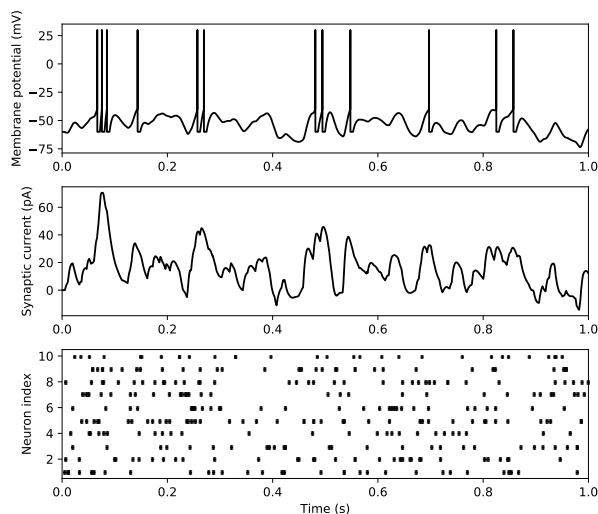 Membrane potential (mV)
25
0
−25
−50
−75
0.0 0.2 0.4 0.6 0.8 1.0
Synaptic current (pA)
60
40
20
0
0.0 0.2 0.4 0.6 0.8 1.0
Neuron index
10
8
6
4
2
0.0 0.2 0.4 0.6 0.8 1.0
Time (s)